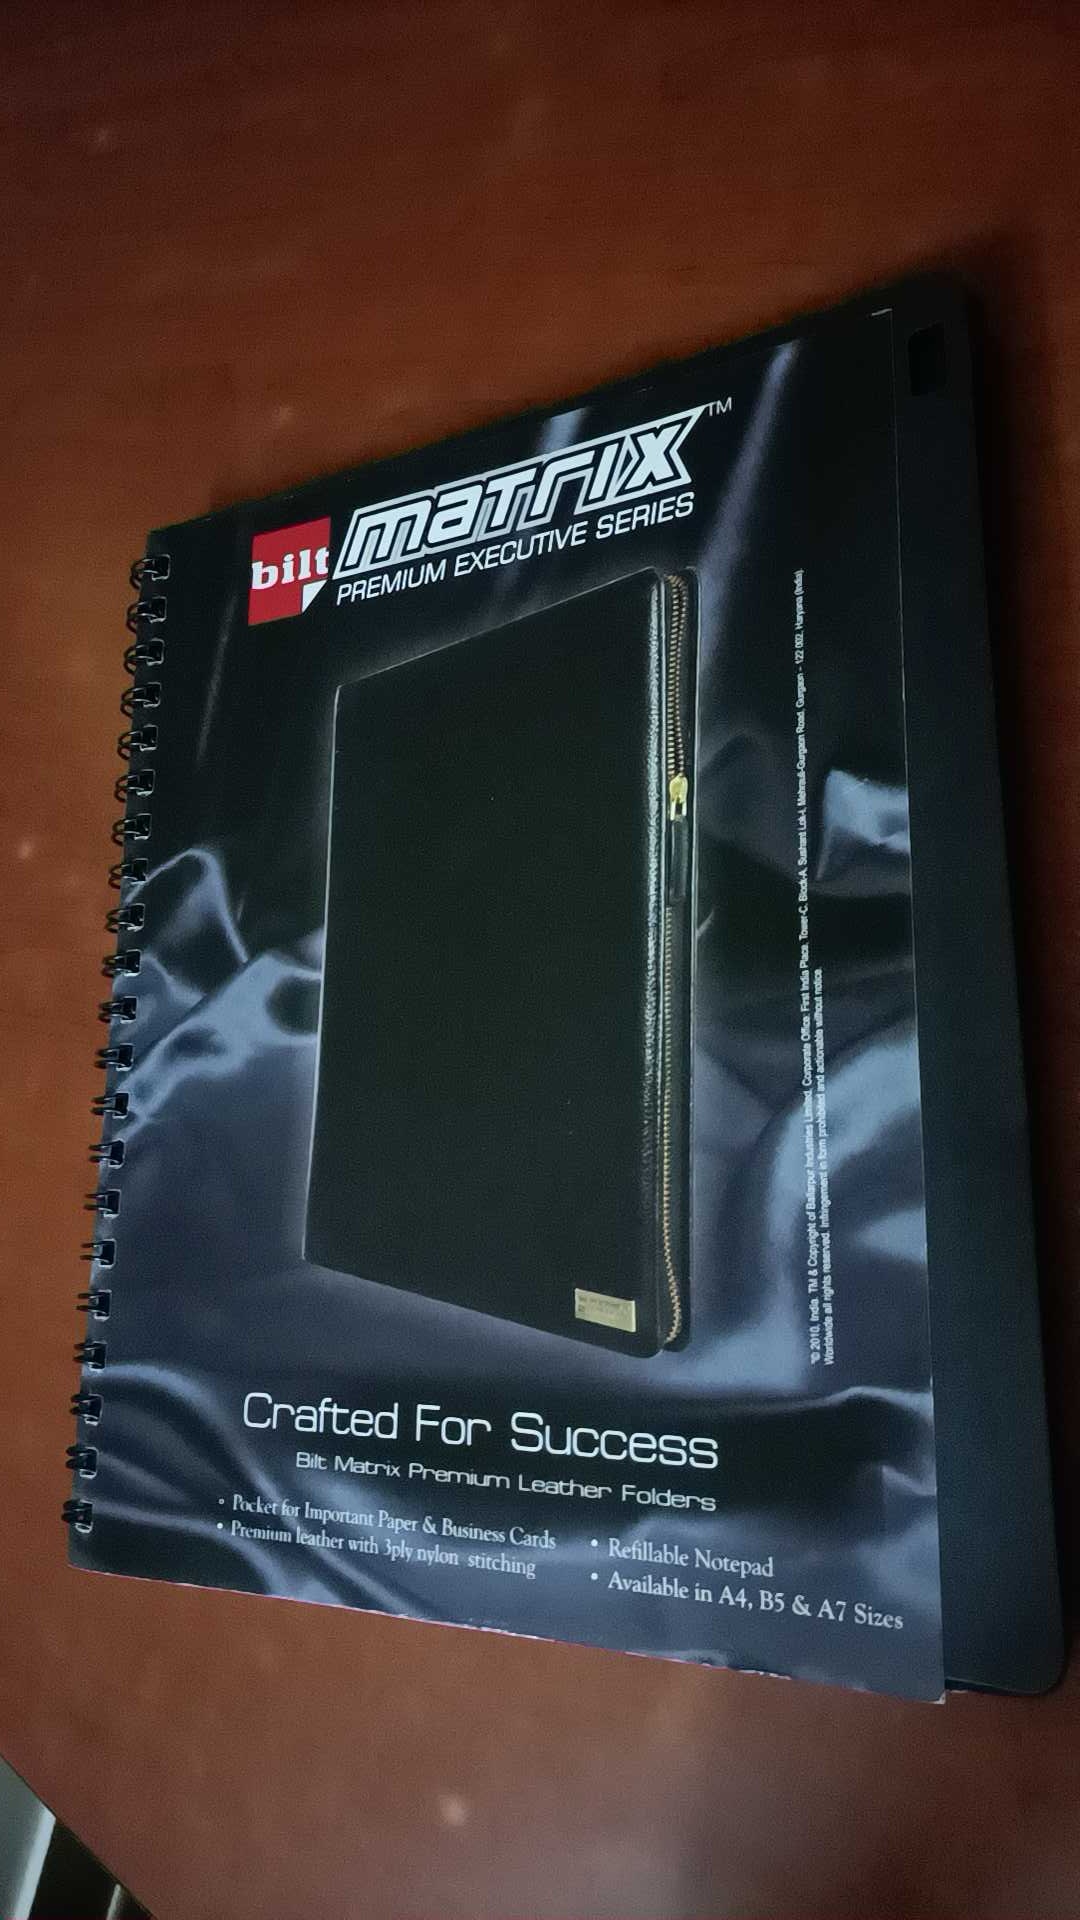 bilt
matrix™
PREMIUM EXECUTIVE SERIES
Crafted For Success
Bilt Matrix Premium Leather Folders
• Pocket for Important Paper & Business Cards
• Premium leather with 3ply nylon stitching
• Refillable Notepad
• Available in A4, B5 & A7 Sizes
"© 2010, India. TM & Copyright of Ballarpur Industries Limited, Corporate Office: First India Place, Tower-C, Block-A, Sushant Lok-I, Mehrauli-Gurgaon Road, Gurgaon - 122 002, Haryana (India).
Worldwide all rights reserved. Infringement in form prohibited and actionable without notice.